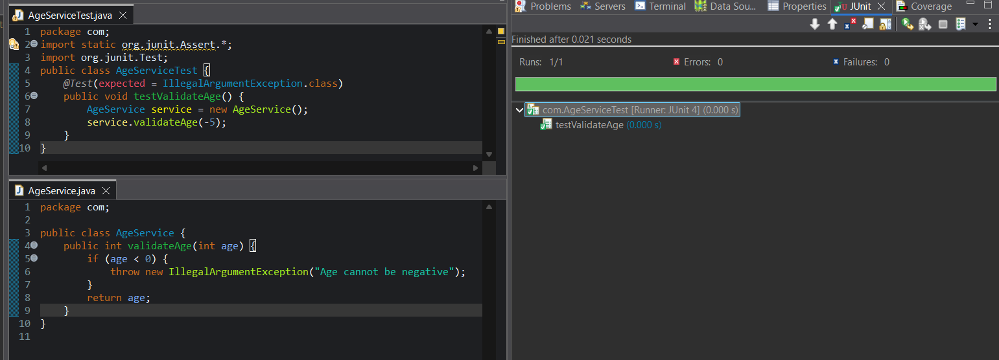 AgeServiceTest.java
1 package com;
2 import static org.junit.Assert.*;
3 import org.junit.Test;
4 public class AgeServiceTest {
5     @Test(expected = IllegalArgumentException.class)
6     public void testValidateAge() {
7         AgeService service = new AgeService();
8         service.validateAge(-5);
9     }
10 }
AgeService.java
1 package com;
2
3 public class AgeService {
4     public int validateAge(int age) {
5         if (age < 0) {
6             throw new IllegalArgumentException("Age cannot be negative");
7         }
8         return age;
9     }
10 }
11
Problems Servers Terminal Data Sou... Properties JUnit Coverage
Finished after 0.021 seconds
Runs: 1/1 Errors: 0 Failures: 0
com.AgeServiceTest [Runner: JUnit 4] (0.000 s)
testValidateAge (0.000 s)